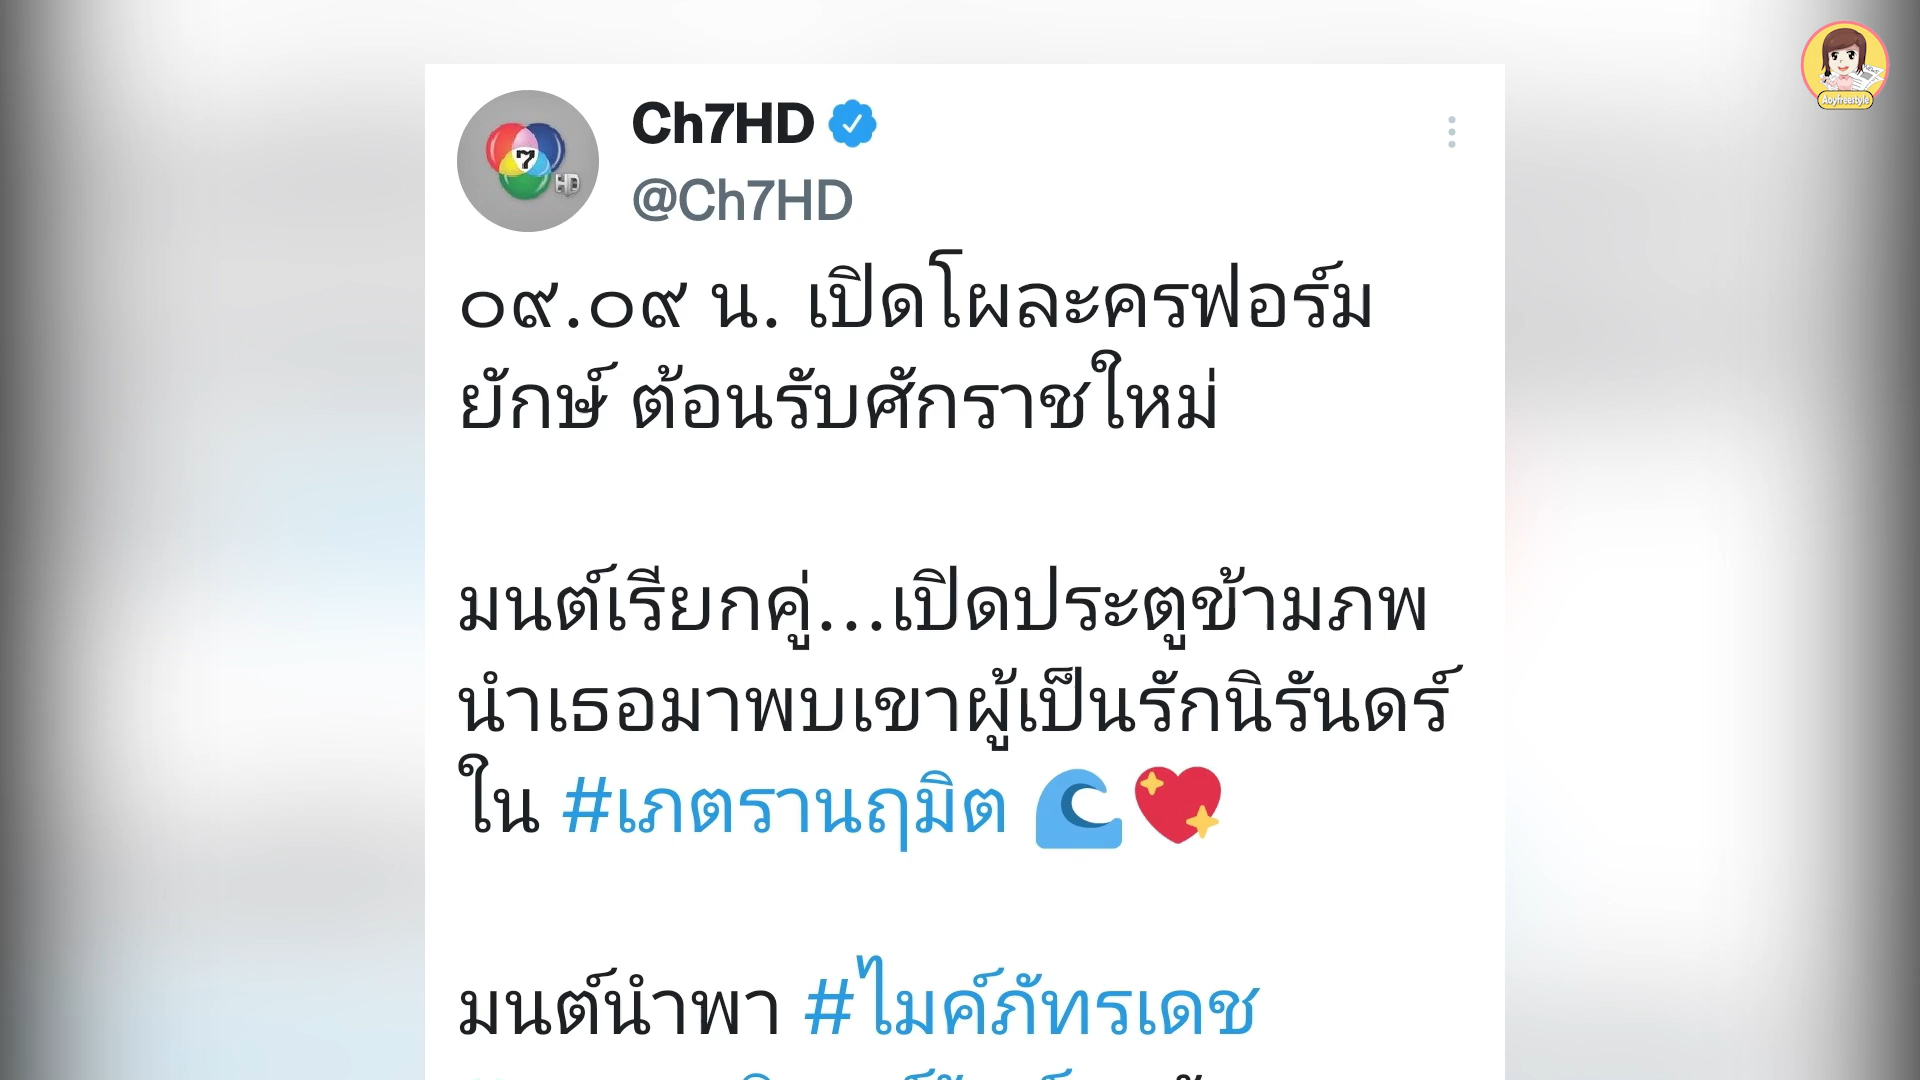 Ch7HD
@Ch7HD
7
HD
๐๙.๐๙ น. เปิดโผละครฟอร์ม
ยักษ์ ต้อนรับศักราชใหม่
มนต์เรียกคู่...เปิดประตูข้ามภพ
นำเธอมาพบเขาผู้เป็นรักนิรันดร์
ใน #เภตรานฤมิต 🌊💖
มนต์นำพา #ไมค์ภัทรเดช
Aoyfreestyle